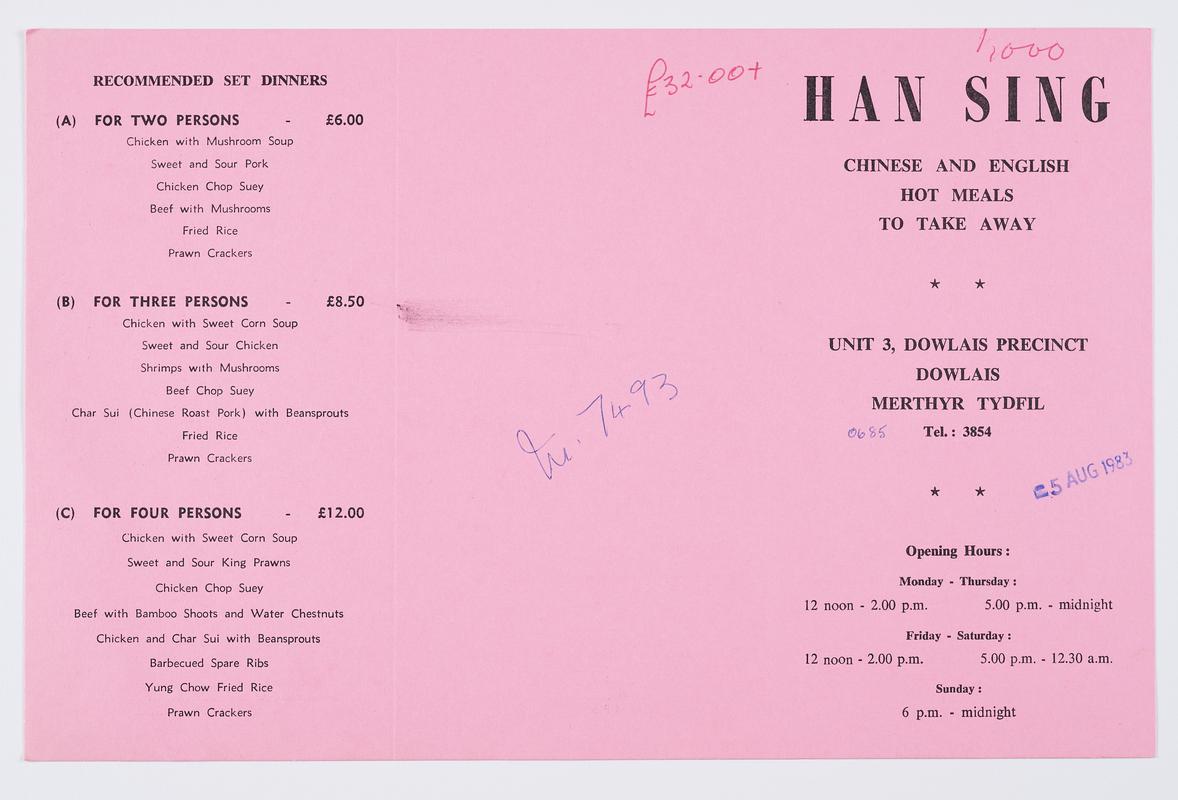 RECOMMENDED SET DINNERS
(A) FOR TWO PERSONS - £6.00
Chicken with Mushroom Soup
Sweet and Sour Pork
Chicken Chop Suey
Beef with Mushrooms
Fried Rice
Prawn Crackers
(B) FOR THREE PERSONS - £8.50
Chicken with Sweet Corn Soup
Sweet and Sour Chicken
Shrimps with Mushrooms
Beef Chop Suey
Char Sui (Chinese Roast Pork) with Beansprouts
Fried Rice
Prawn Crackers
(C) FOR FOUR PERSONS - £12.00
Chicken with Sweet Corn Soup
Sweet and Sour King Prawns
Chicken Chop Suey
Beef with Bamboo Shoots and Water Chestnuts
Chicken and Char Sui with Beansprouts
Barbecued Spare Ribs
Yung Chow Fried Rice
Prawn Crackers
£32.00+
7493
1,000
HAN SING
CHINESE AND ENGLISH
HOT MEALS
TO TAKE AWAY
★ ★
UNIT 3, DOWLAIS PRECINCT
DOWLAIS
MERTHYR TYDFIL
0685 Tel.: 3854
5 AUG 1983
★ ★
Opening Hours:
Monday - Thursday:
12 noon - 2.00 p.m. 5.00 p.m. - midnight
Friday - Saturday:
12 noon - 2.00 p.m. 5.00 p.m. - 12.30 a.m.
Sunday:
6 p.m. - midnight